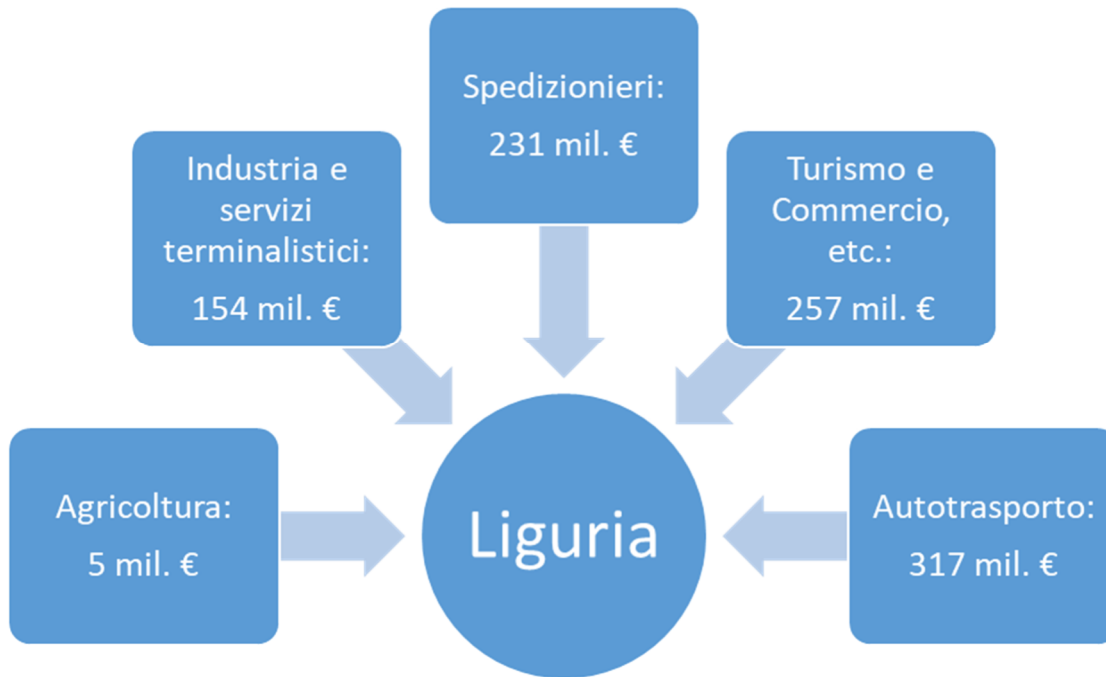 Spedizionieri:
231 mil. €
Industria e
servizi
terminalistici:
154 mil. €
Turismo e
Commercio,
etc.:
257 mil. €
Agricoltura:
5 mil. €
Liguria
Autotrasporto:
317 mil. €